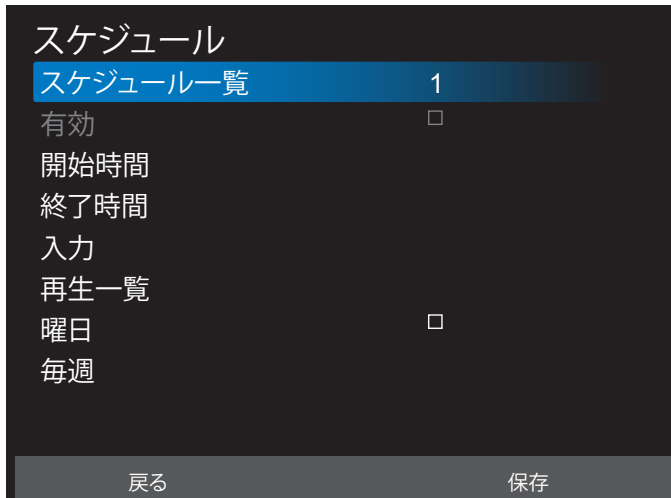 スケジュール
スケジュール一覧 1
有効 □
開始時間
終了時間
入力
再生一覧
曜日 □
毎週
戻る 保存